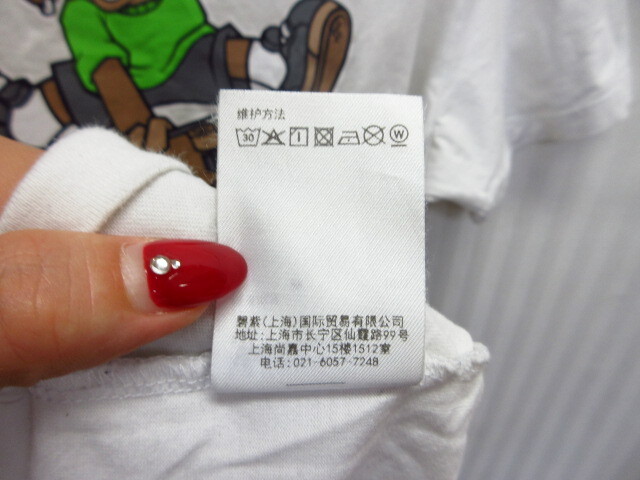 维护方法
30 W
碧紫(上海)国际贸易有限公司
地址:上海市长宁区仙霞路99号
上海尚嘉中心15楼1512室
电话:021-6057-7248